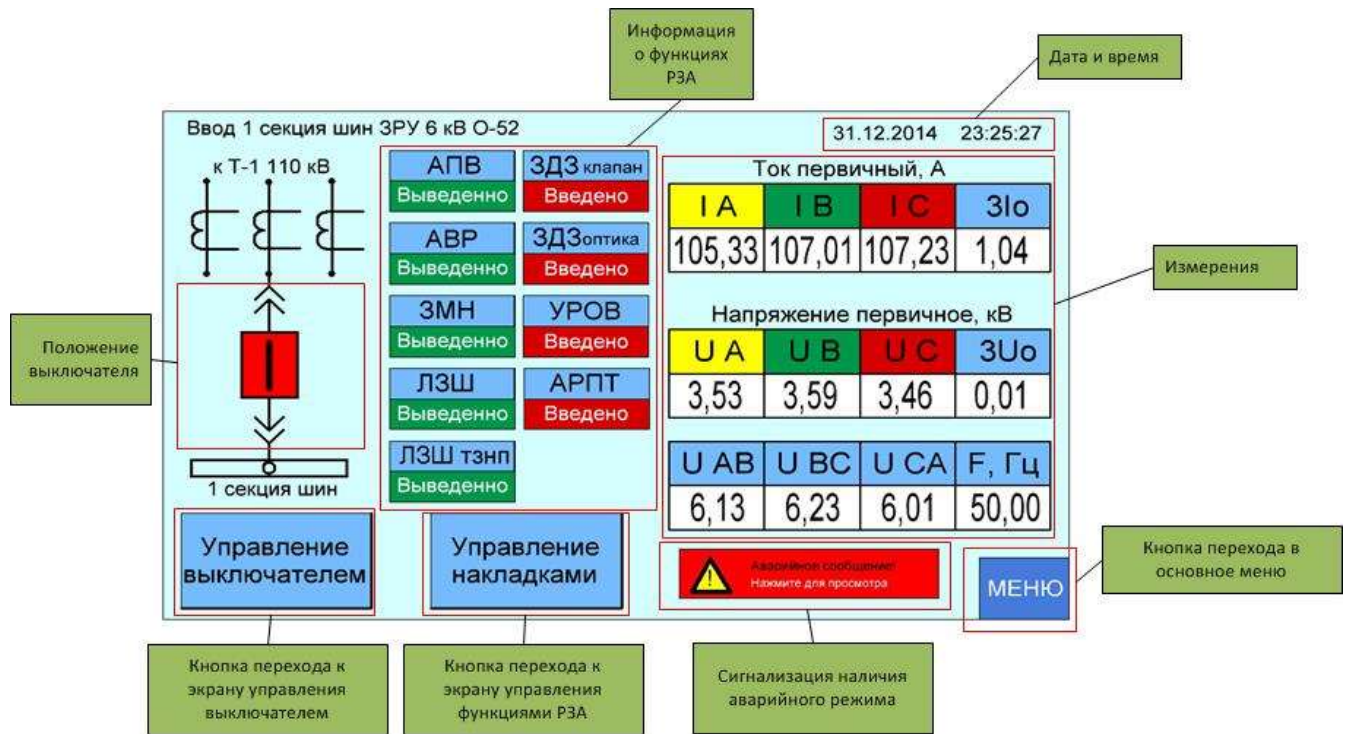 Информация
о функциях
РЗА
Дата и время
Ввод 1 секция шин ЗРУ 6 кВ О-52
31.12.2014 23:25:27
к Т-1 110 кВ
АПВ
Выведенно
ЗДЗ клапан
Введено
АВР
Выведенно
ЗДЗоптика
Введено
ЗМН
Выведенно
УРОВ
Введено
ЛЗШ
Выведенно
АРПТ
Введено
ЛЗШ тзнп
Выведенно
Ток первичный, А
I A I B I C 3Io
105,33 107,01 107,23 1,04
Напряжение первичное, кВ
U A U B U C 3Uo
3,53 3,59 3,46 0,01
U AB U BC U CA F, Гц
6,13 6,23 6,01 50,00
Измерения
Положение
выключателя
1 секция шин
Управление
выключателем
Управление
накладками
Аварийное сообщение!
Нажмите для просмотра
МЕНЮ
Кнопка перехода в
основное меню
Кнопка перехода к
экрану управления
выключателем
Кнопка перехода к
экрану управления
функциями РЗА
Сигнализация наличия
аварийного режима